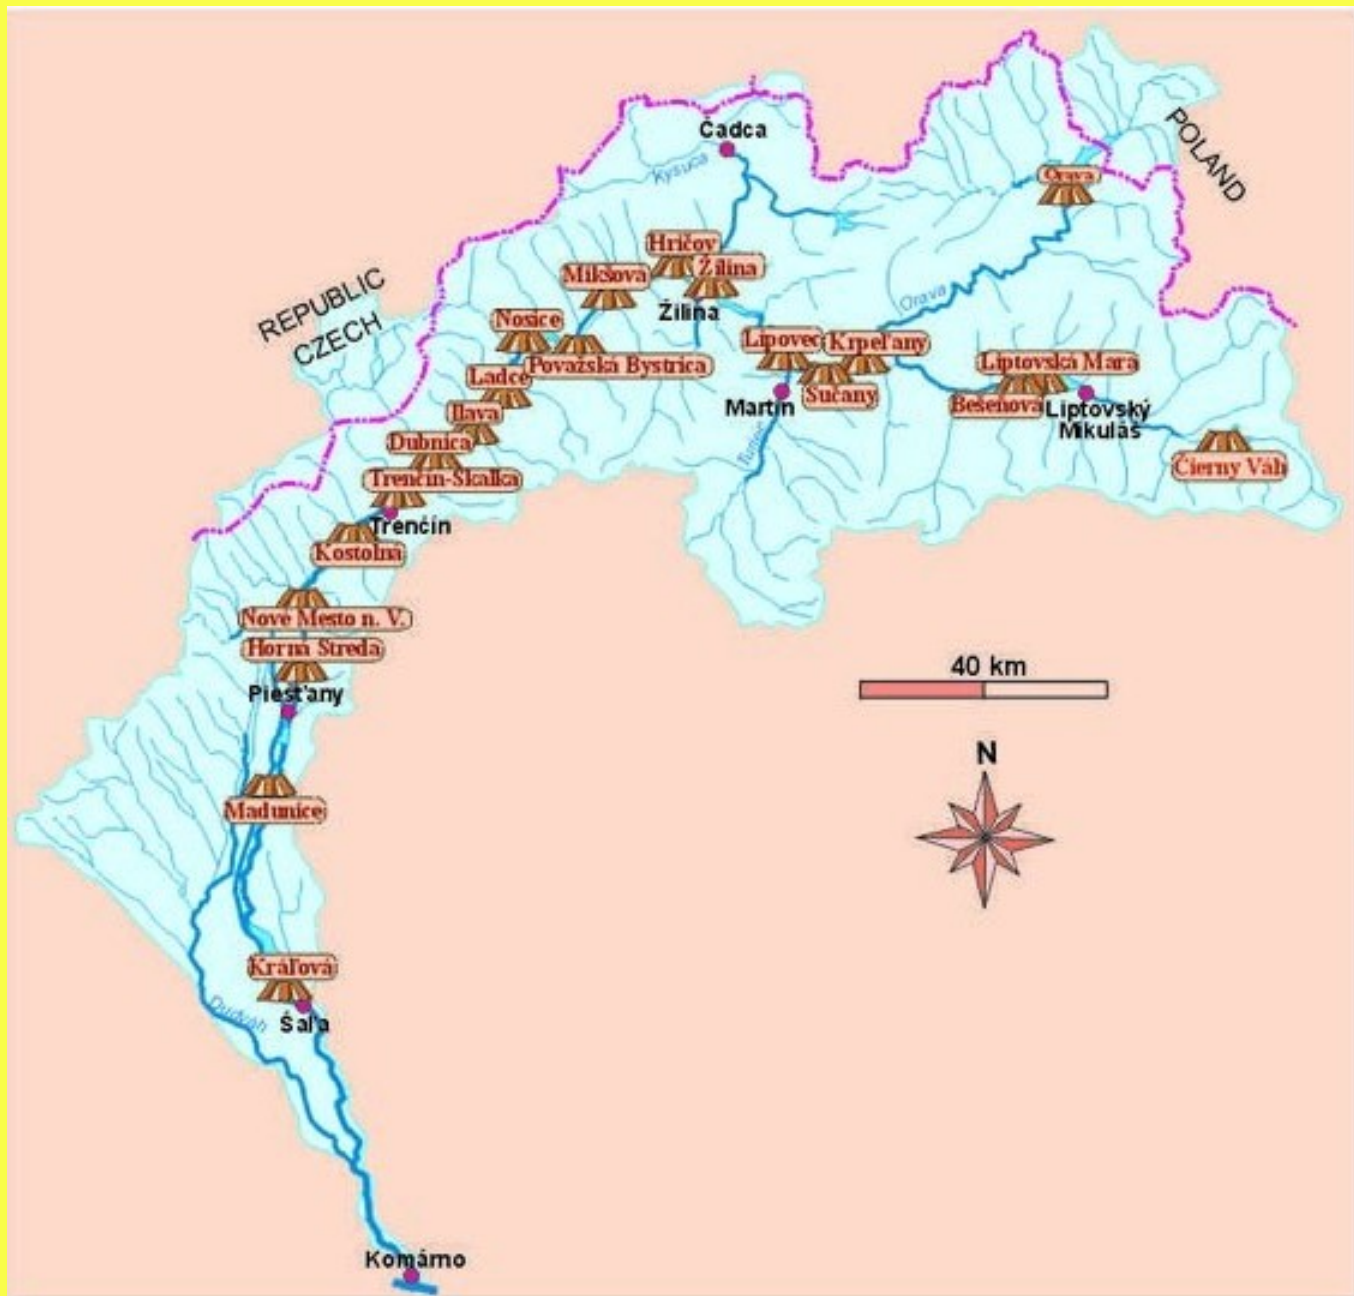 Čadca
POLAND
Kysuca
Orava
Hričov
Žilina
Mikšová
REPUBLIC
CZECH
Orava
Žilina
Nosice
Lipovec
Krpeľany
Považská Bystrica
Liptovská Mara
Ladce
Sučany
Bešeňová
Martin
Liptovský
Mikuláš
Ilava
Dubnica
Turiec
Čierny Váh
Trenčín-Skalka
Trenčín
Kostolná
Nové Mesto n. V.
Horná Streda
40 km
Piešťany
N
Madunice
Kráľová
Dudváh
Šaľa
Komárno